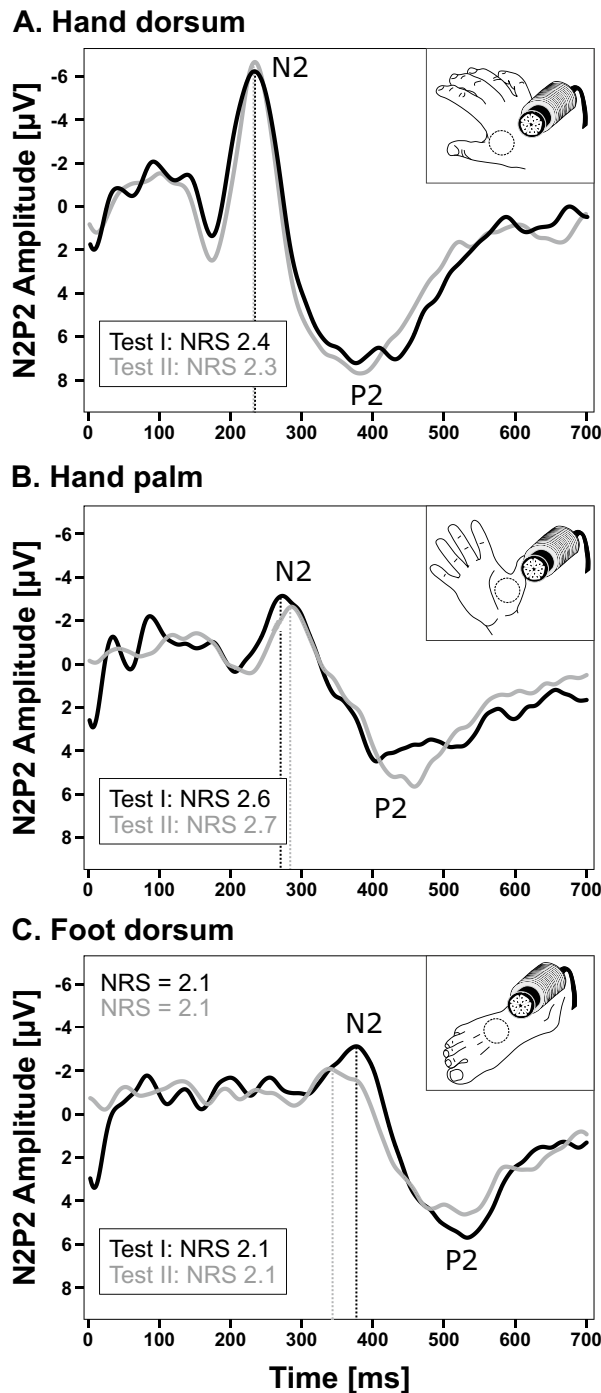 A. Hand dorsum
N2P2 Amplitude [µV]
-6
-4
-2
0
2
4
6
8
N2
P2
Test I: NRS 2.4
Test II: NRS 2.3
0 100 200 300 400 500 600 700
B. Hand palm
N2P2 Amplitude [µV]
-6
-4
-2
0
2
4
6
8
N2
P2
Test I: NRS 2.6
Test II: NRS 2.7
0 100 200 300 400 500 600 700
C. Foot dorsum
N2P2 Amplitude [µV]
-6
-4
-2
0
2
4
6
8
NRS = 2.1
NRS = 2.1
N2
P2
Test I: NRS 2.1
Test II: NRS 2.1
0 100 200 300 400 500 600 700
Time [ms]